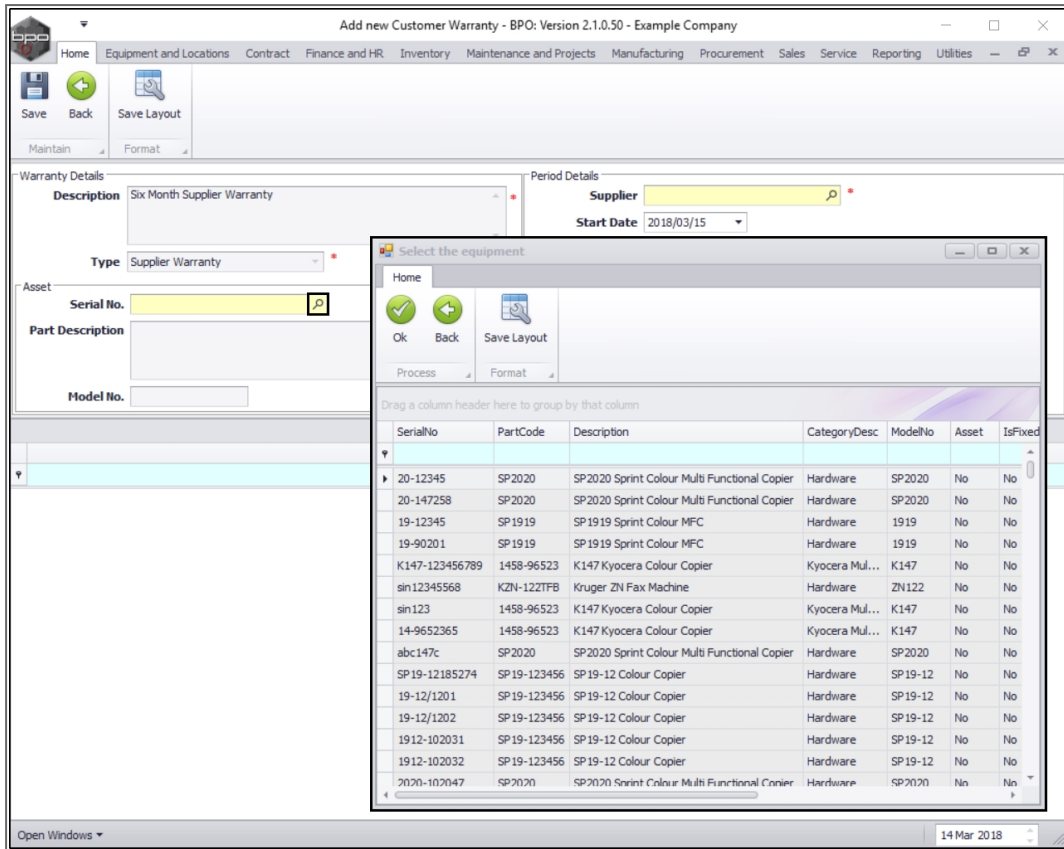 Add new Customer Warranty - BPO: Version 2.1.0.50 - Example Company
bpo
Home Equipment and Locations Contract Finance and HR Inventory Maintenance and Projects Manufacturing Procurement Sales Service Reporting Utilities
Save Back Save Layout
Maintain Format
Warranty Details Period Details
Description Six Month Supplier Warranty * Supplier *
Start Date 2018/03/15
Type Supplier Warranty *
Asset
Serial No.
Part Description
Model No.
Select the equipment
Home
Ok Back Save Layout
Process Format
Drag a column header here to group by that column
SerialNo PartCode Description CategoryDesc ModelNo Asset IsFixed
20-12345 SP2020 SP2020 Sprint Colour Multi Functional Copier Hardware SP2020 No No
20-147258 SP2020 SP2020 Sprint Colour Multi Functional Copier Hardware SP2020 No No
19-12345 SP1919 SP1919 Sprint Colour MFC Hardware 1919 No No
19-90201 SP1919 SP1919 Sprint Colour MFC Hardware 1919 No No
K147-123456789 1458-96523 K147 Kyocera Colour Copier Kyocera Mul... K147 No No
sin12345568 KZN-122TFB Kruger ZN Fax Machine Hardware ZN122 No No
sin123 1458-96523 K147 Kyocera Colour Copier Kyocera Mul... K147 No No
14-9652365 1458-96523 K147 Kyocera Colour Copier Kyocera Mul... K147 No No
abc147c SP2020 SP2020 Sprint Colour Multi Functional Copier Hardware SP2020 No No
SP19-12185274 SP19-123456 SP19-12 Colour Copier Hardware SP19-12 No No
19-12/1201 SP19-123456 SP19-12 Colour Copier Hardware SP19-12 No No
19-12/1202 SP19-123456 SP19-12 Colour Copier Hardware SP19-12 No No
1912-102031 SP19-123456 SP19-12 Colour Copier Hardware SP19-12 No No
1912-102032 SP19-123456 SP19-12 Colour Copier Hardware SP19-12 No No
2020-102047 SP2020 SP2020 Sprint Colour Multi Functional Copier Hardware SP2020 No No
Open Windows 14 Mar 2018